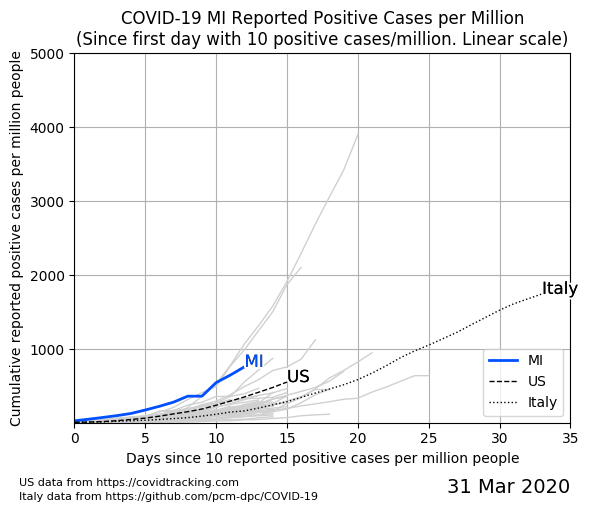 COVID-19 MI Reported Positive Cases per Million
(Since first day with 10 positive cases/million. Linear scale)
Cumulative reported positive cases per million people
5000
4000
3000
2000
1000
Italy
MI
US
MI
US
Italy
0 5 10 15 20 25 30 35
Days since 10 reported positive cases per million people
US data from https://covidtracking.com
Italy data from https://github.com/pcm-dpc/COVID-19
31 Mar 2020